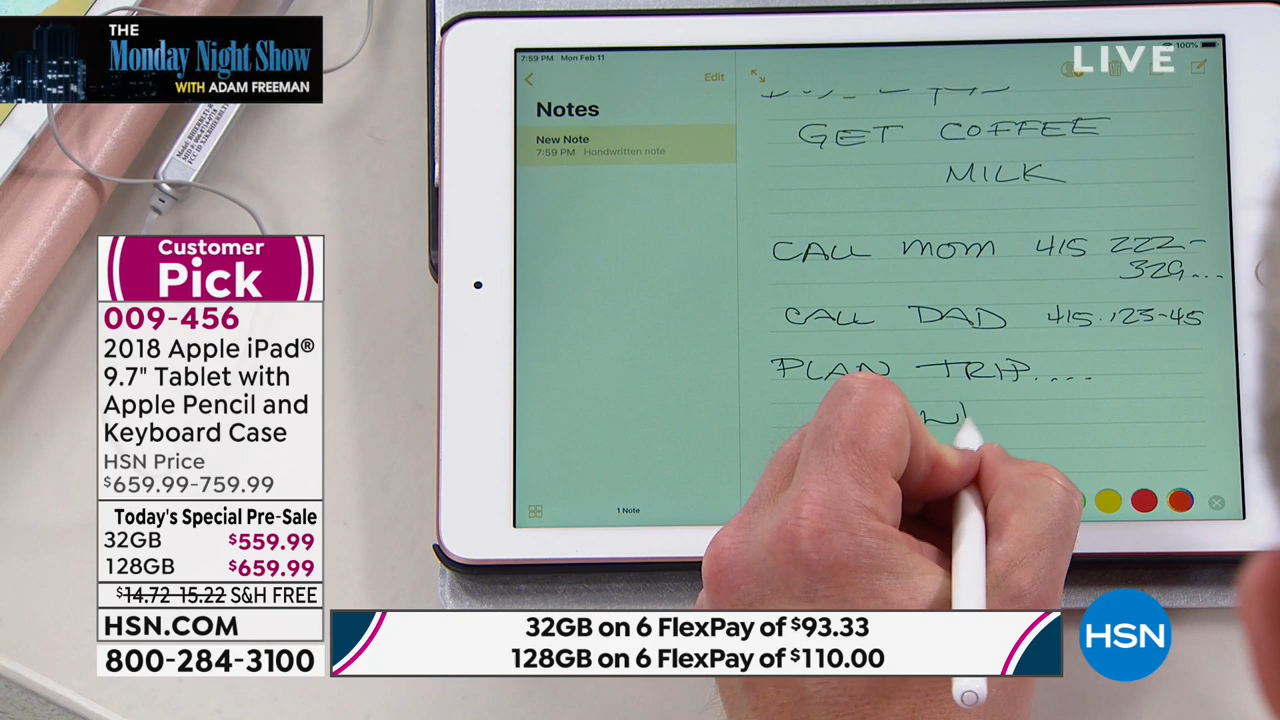 THE
Monday Night Show
WITH ADAM FREEMAN
LIVE
Customer
Pick
009-456
2018 Apple iPad®
9.7" Tablet with
Apple Pencil and
Keyboard Case
HSN Price
$659.99-759.99
Today's Special Pre-Sale
32GB $559.99
128GB $659.99
$14.72-15.22 S&H FREE
HSN.COM
800-284-3100
7:59 PM Mon Feb 11
100%
Edit
Notes
New Note
7:59 PM Handwritten note
1 Note
GET COFFEE
MILK
CALL MOM 415 222-
329...
CALL DAD 415.123-45
PLAN TRIP....
32GB on 6 FlexPay of $93.33
128GB on 6 FlexPay of $110.00
HSN